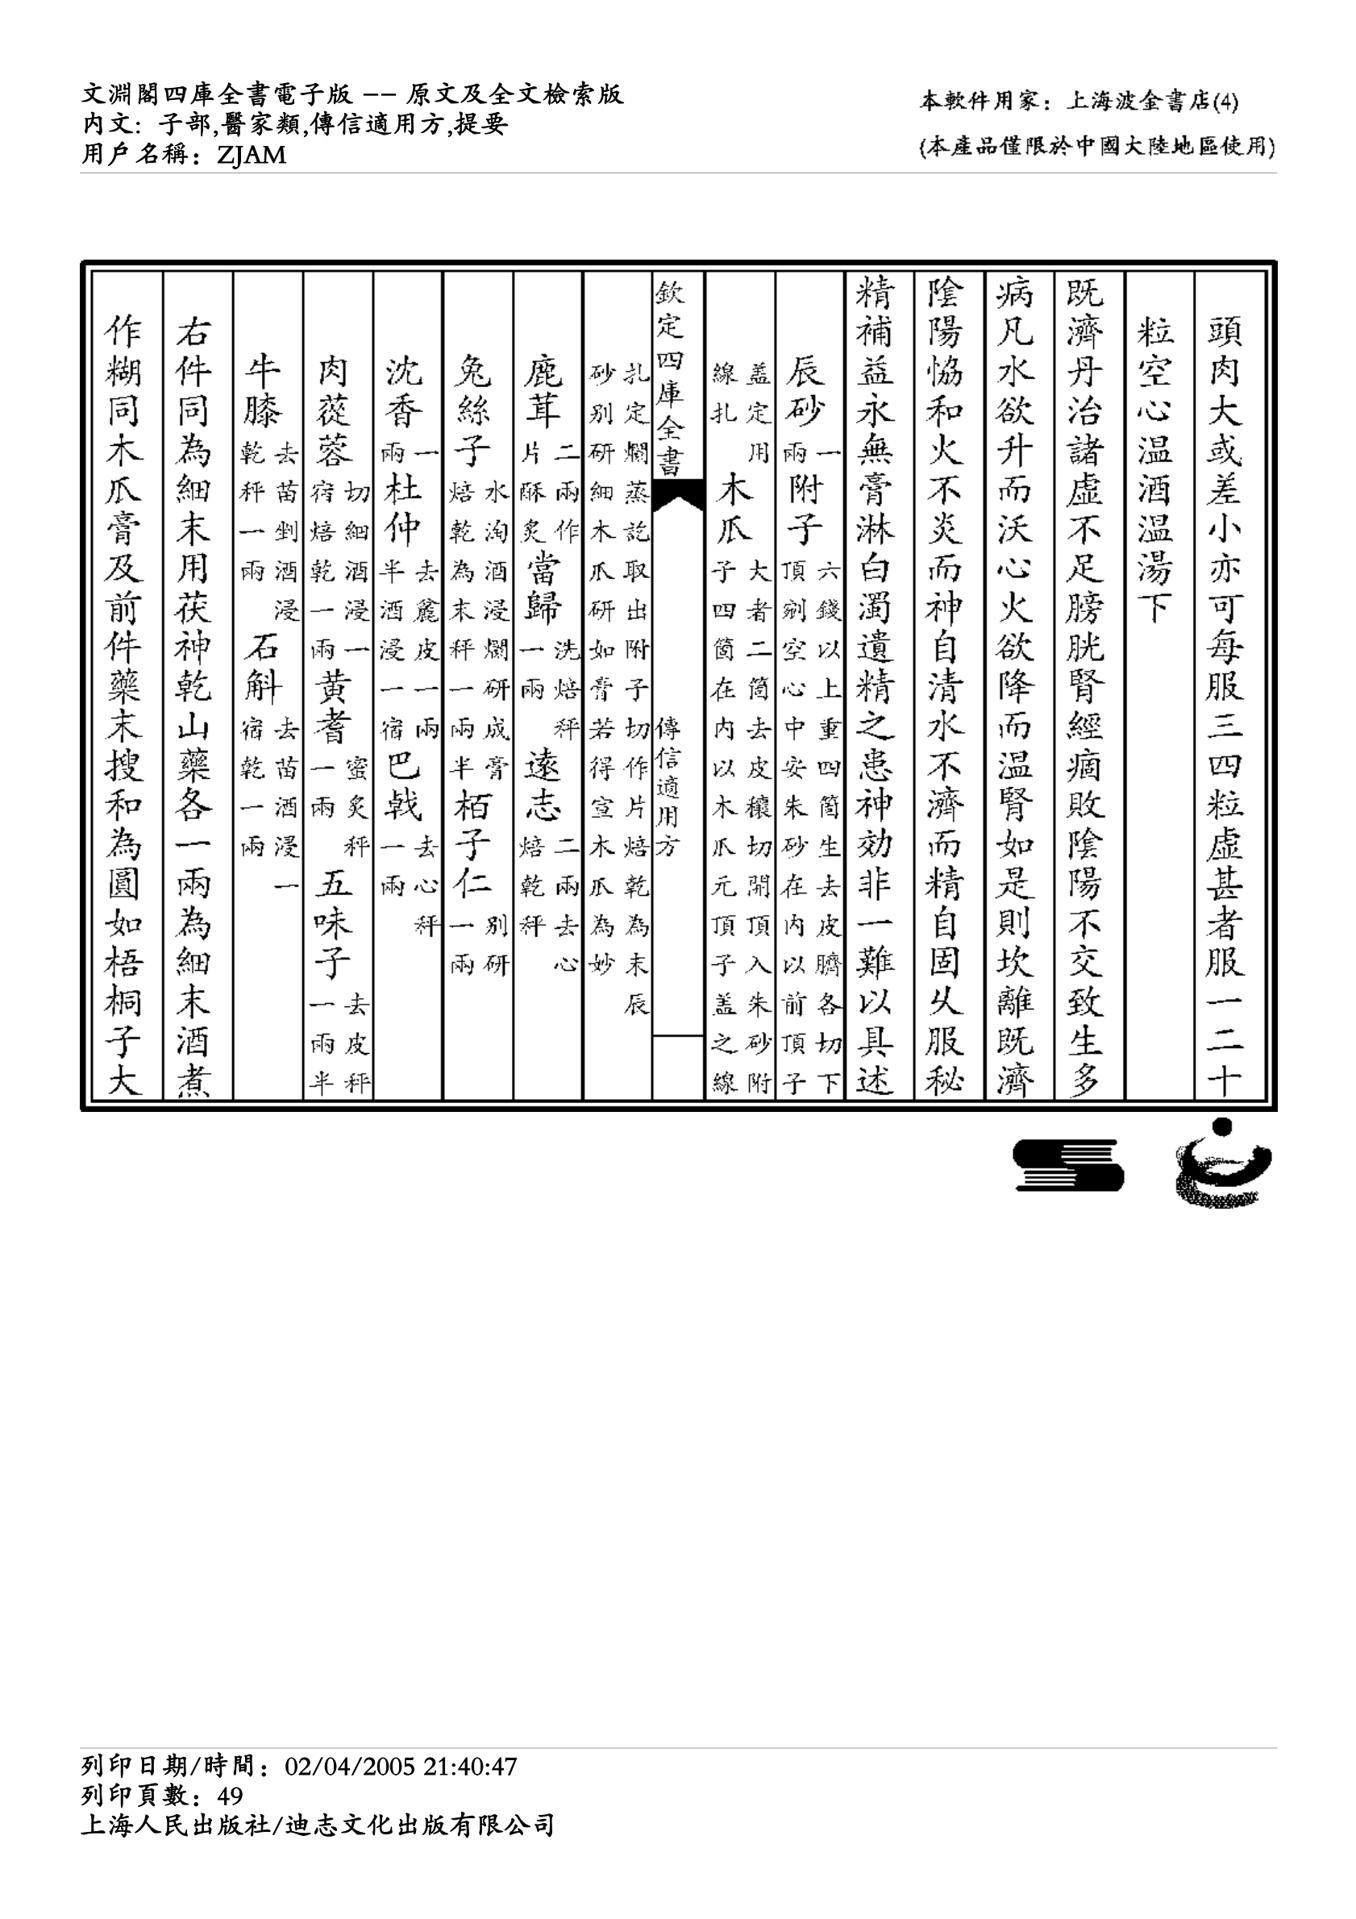 文淵閣四庫全書電子版 -- 原文及全文檢索版
內文: 子部,醫家類,傳信適用方,提要
用戶名稱: ZJAM
本軟件用家: 上海波金書店(4)
(本產品僅限於中國大陸地區使用)
頭肉大或差小亦可每服三四粒虛甚者服一二十
粒空心温酒温湯下
既濟丹治諸虛不足膀胱腎經痼敗陰陽不交致生多
病凡水欲升而沃心火欲降而温腎如是則坎離既濟
陰陽恊和火不炎而神自清水不濟而精自固久服秘
精補益永無膏淋白濁遺精之患神効非一難以具述
辰砂一兩附子六錢以上重四箇生去皮臍各切下頂剜空心中安朱砂在內以前頂子
蓋定用線扎木瓜大者二箇去皮穰切開頂入朱砂附子四箇在內以木瓜元頂子盖之線
欽定四庫全書
傳信適用方
扎定爛蒸訖取出附子切作片焙乾為末辰砂别研細木瓜研如膏若得宣木瓜為妙
鹿茸二兩作片酥炙當歸洗焙秤一兩遠志二兩去心焙乾秤
兔絲子水淘酒浸爛研成膏焙乾為末秤一兩半栢子仁别研一兩
沈香一兩杜仲去麄皮一兩半酒浸一宿巴戟去心秤一兩
肉蓯蓉切細酒浸一宿焙乾一兩黃耆蜜炙秤一兩五味子去皮秤一兩半
牛膝去苗剉酒浸乾秤一兩石斛去苗酒浸一宿乾一兩
右件同為細末用茯神乾山藥各一兩為細末酒煮
作糊同木瓜膏及前件藥末搜和為圓如梧桐子大
列印日期/時間: 02/04/2005 21:40:47
列印頁數: 49
上海人民出版社/迪志文化出版有限公司